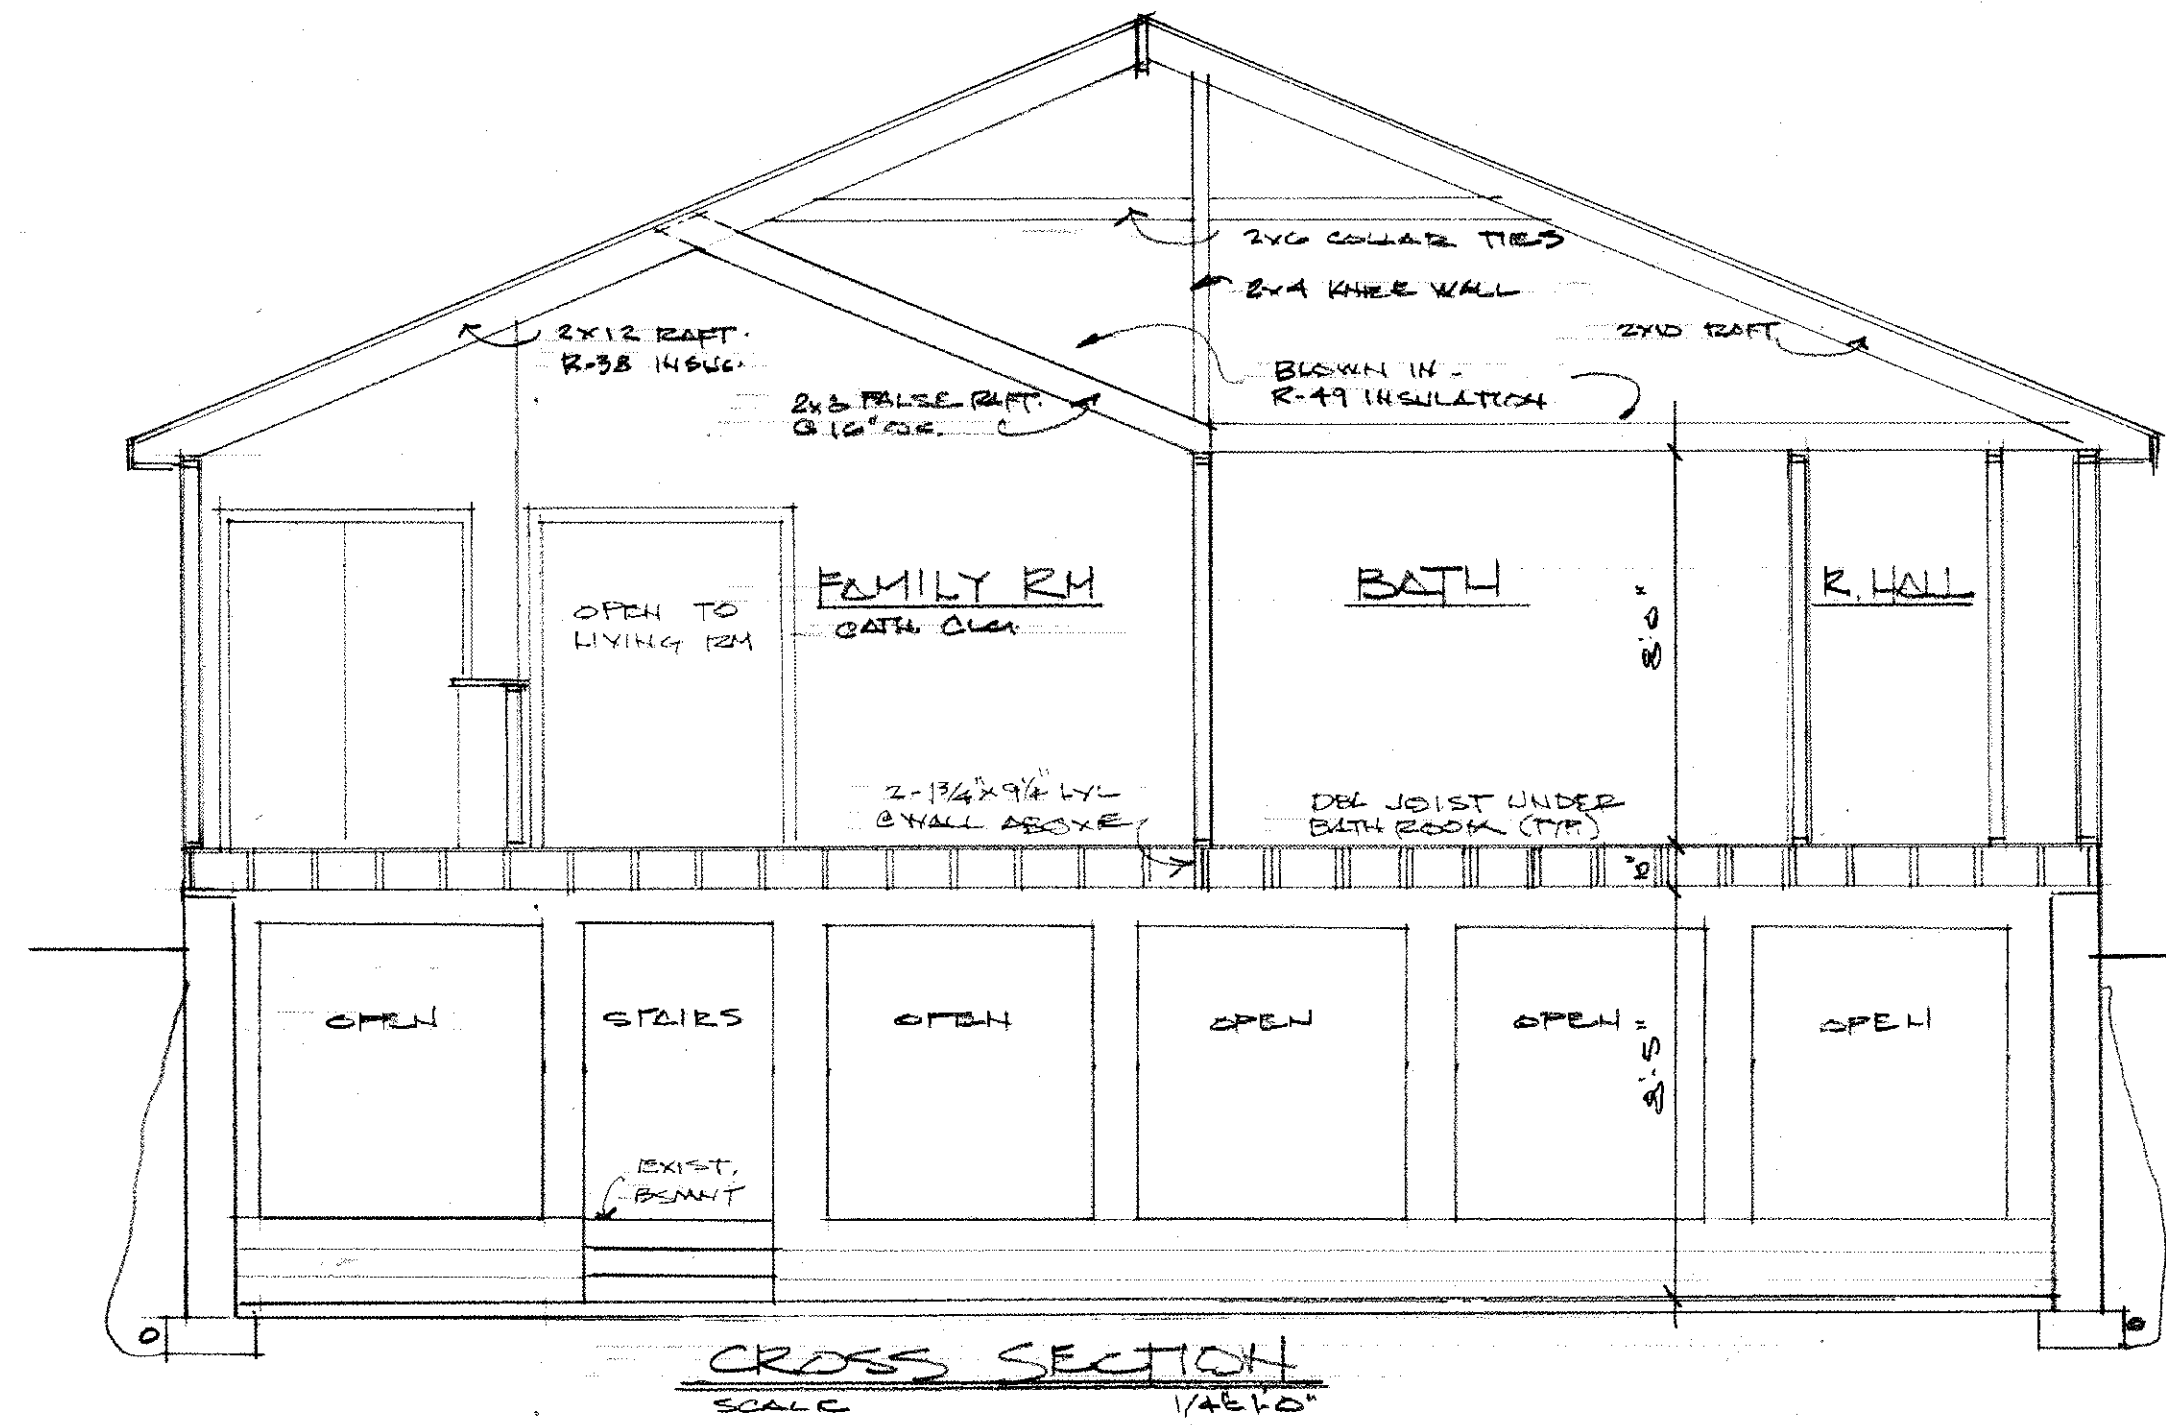 2x6 COLLAR TIES
2x4 KNEE WALL
2x12 RAFT.
R-38 INSUL.
2x10 RAFT.
BLOWN IN
R-49 INSULATION
FALSE RAFT.
@ 16" O.C.
FAMILY RM
CATH. CLG.
OPEN TO
LIVING RM
BATH
R. HALL
8'-0"
2-1 3/4" x 9 1/4" LVL
@ WALL ABOVE
DBL JOIST UNDER
BATH ROOM (TYP.)
OPEN
STAIRS
OPEN
OPEN
OPEN
OPEN
8'-5"
EXIST.
BSMNT
CROSS SECTION
SCALE 1/4"=1'-0"